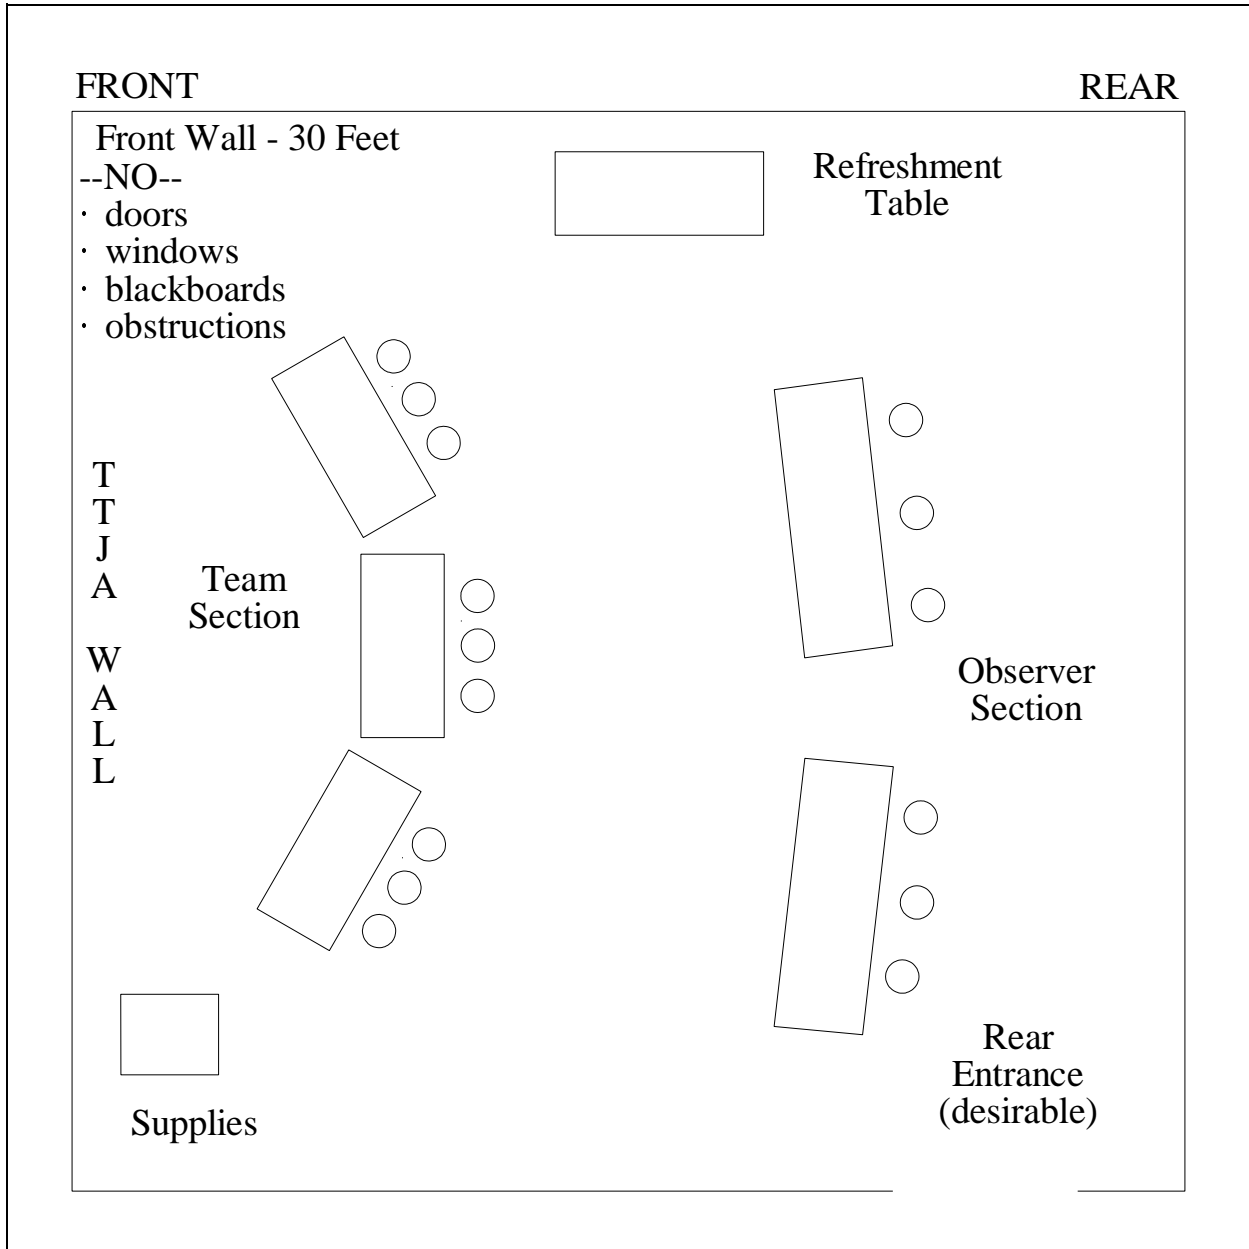 FRONT
REAR
Front Wall - 30 Feet
--NO--
· doors
· windows
· blackboards
· obstructions
Refreshment
Table
T
T
J
A
W
A
L
L
Team
Section
Observer
Section
Supplies
Rear
Entrance
(desirable)